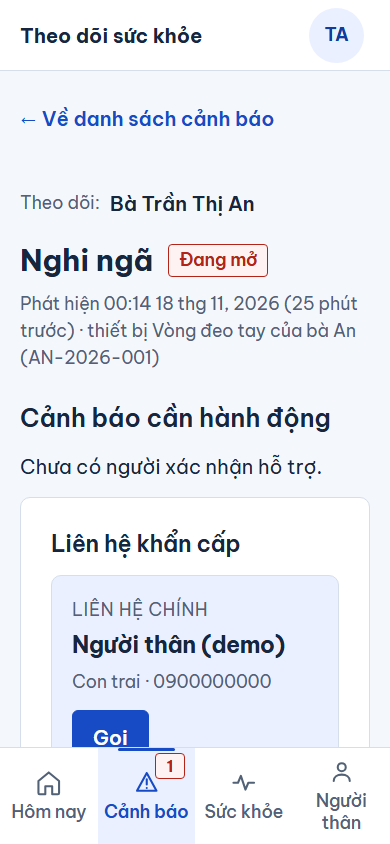 Theo dõi sức khỏe
TA
← Về danh sách cảnh báo
Theo dõi: Bà Trần Thị An
Nghi ngã Đang mở
Phát hiện 00:14 18 thg 11, 2026 (25 phút
trước) · thiết bị Vòng đeo tay của bà An
(AN-2026-001)
Cảnh báo cần hành động
Chưa có người xác nhận hỗ trợ.
Liên hệ khẩn cấp
LIÊN HỆ CHÍNH
Người thân (demo)
Con trai · 0900000000
Gọi
1
Hôm nay
Cảnh báo
Sức khỏe
Người
thân